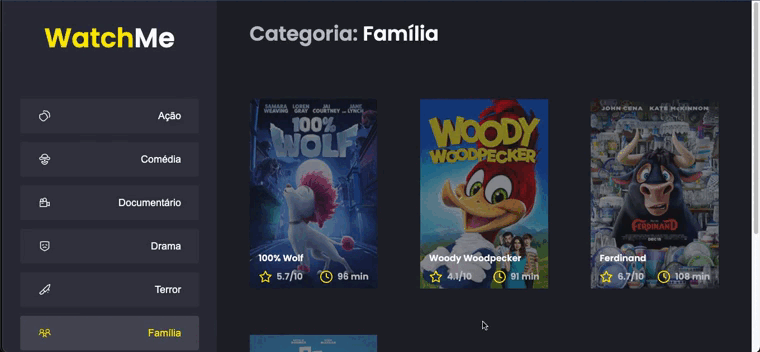 WatchMe
Ação
Comédia
Documentário
Drama
Terror
Família
Categoria: Família
SAMARA WEAVING LOREN GRAY JAI COURTNEY AND JANE LYNCH
100%
WOLF
100% Wolf
5.7/10 96 min
WOODY
WOODPECKER
Woody Woodpecker
4.1/10 91 min
JOHN CENA KATE McKINNON
FERDINAND
Ferdinand
6.7/10 108 min